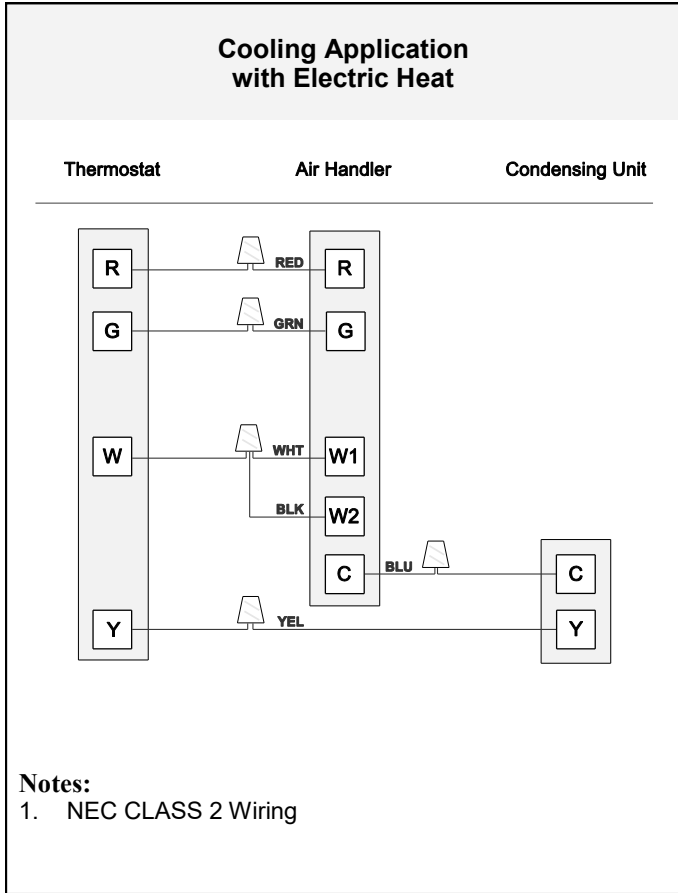 Cooling Application
with Electric Heat
Thermostat Air Handler Condensing Unit
R RED R
G GRN G
W WHT W1
BLK W2
C BLU C
Y YEL Y
Notes:
1. NEC CLASS 2 Wiring